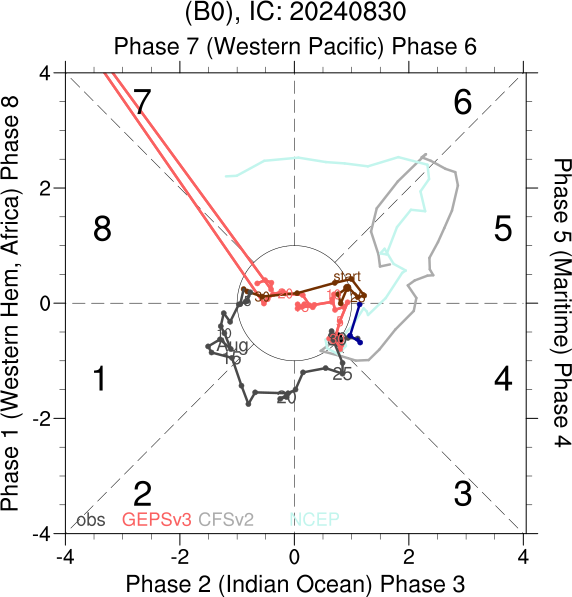 (B0), IC: 20240830
Phase 7 (Western Pacific) Phase 6
4
7
6
Phase 1 (Western Hem, Africa) Phase 8
Phase 5 (Maritime) Phase 4
2
8
5
start
0
Aug
30
25
-2
1
4
20
2
3
obs GEPSv3 CFSv2 NCEP
-4
-4 -2 0 2 4
Phase 2 (Indian Ocean) Phase 3